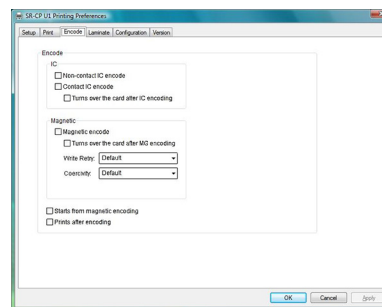 SR-CP U1 Printing Preferences
Setup Print Encode Laminate Configuration Version
Encode
IC
Non-contact IC encode
Contact IC encode
Turns over the card after IC encoding
Magnetic
Magnetic encode
Turns over the card after MG encoding
Write Retry: Default
Coercivity: Default
Starts from magnetic encoding
Prints after encoding
OK Cancel Apply